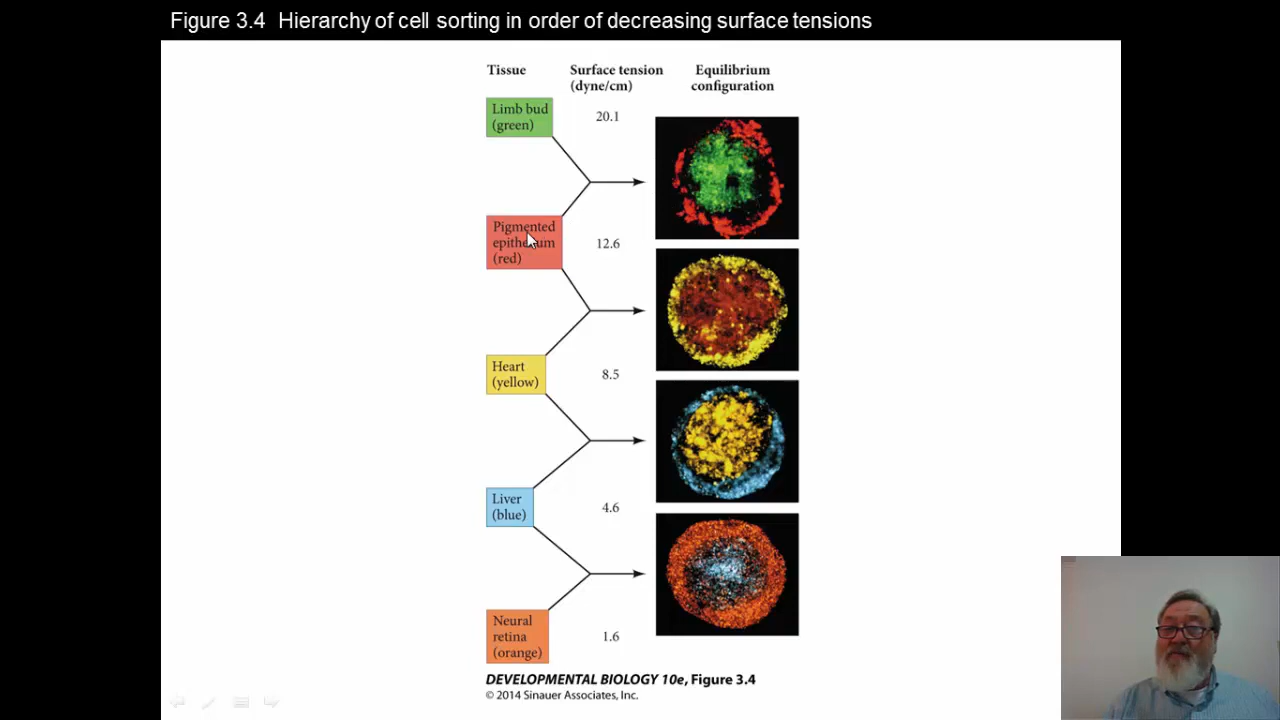 Figure 3.4 Hierarchy of cell sorting in order of decreasing surface tensions
Tissue
Surface tension
(dyne/cm)
Equilibrium
configuration
Limb bud
(green)
20.1
Pigmented
epithelium
(red)
12.6
Heart
(yellow)
8.5
Liver
(blue)
4.6
Neural
retina
(orange)
1.6
DEVELOPMENTAL BIOLOGY 10e, Figure 3.4
© 2014 Sinauer Associates, Inc.